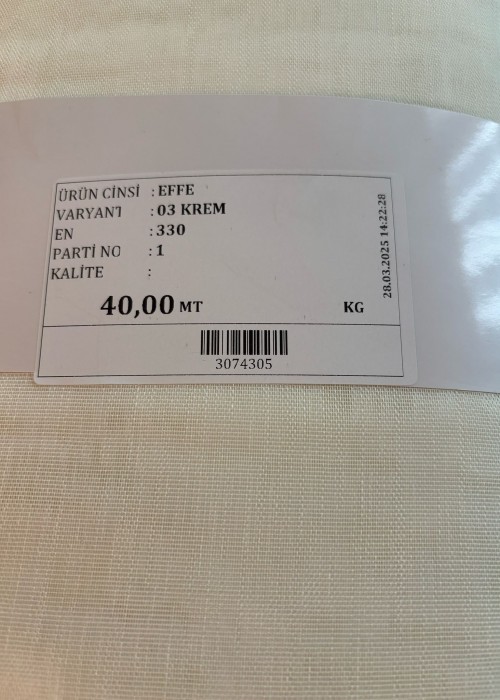 ÜRÜN CİNSİ : EFFE
VARYANT : 03 KREM
EN : 330
PARTİ NO : 1
KALİTE :
40,00 MT KG
28.03.2025 14:22:28
3074305